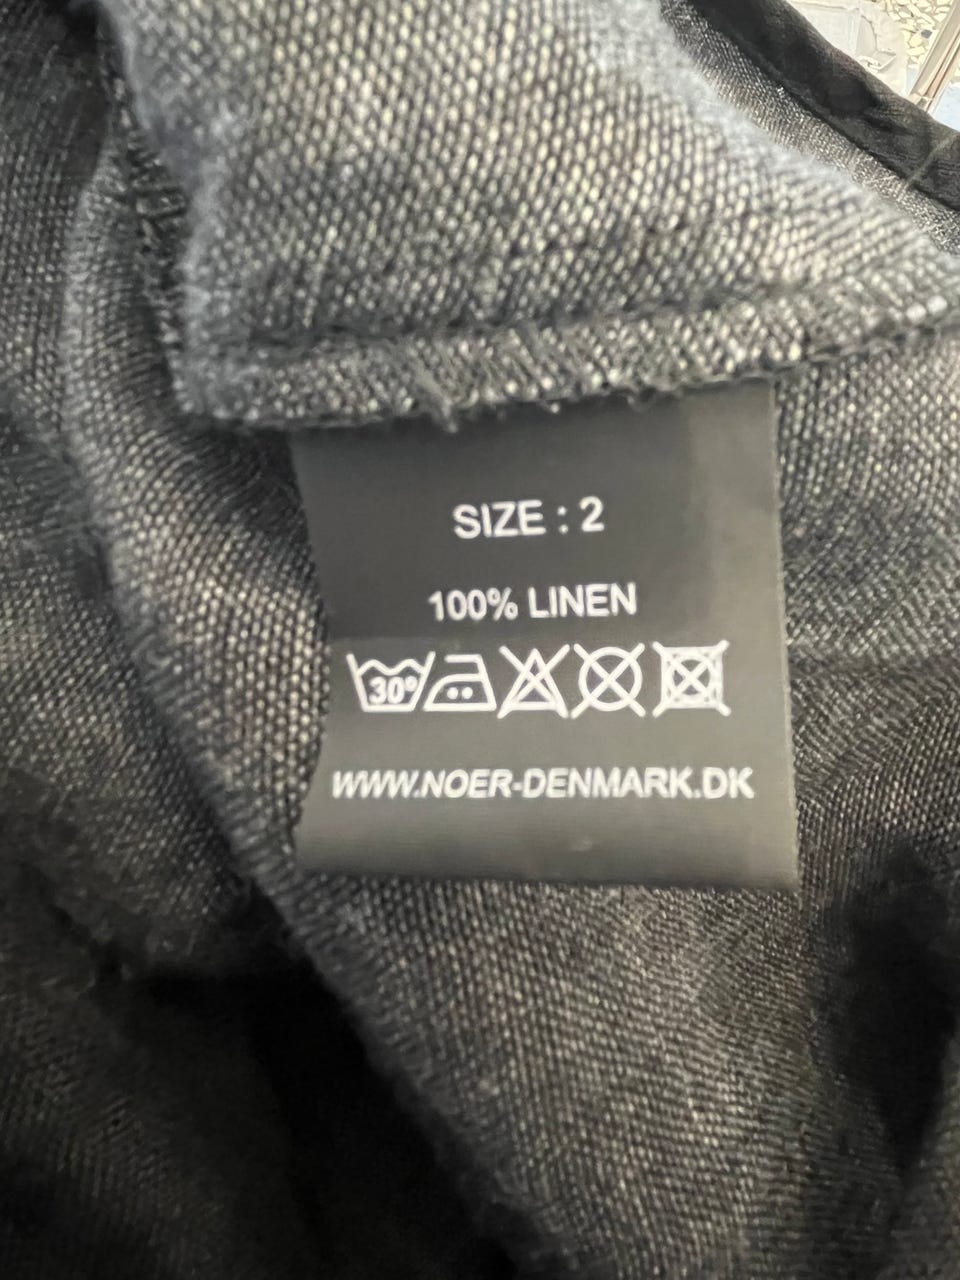 SIZE : 2
100% LINEN
30°
WWW.NOER-DENMARK.DK